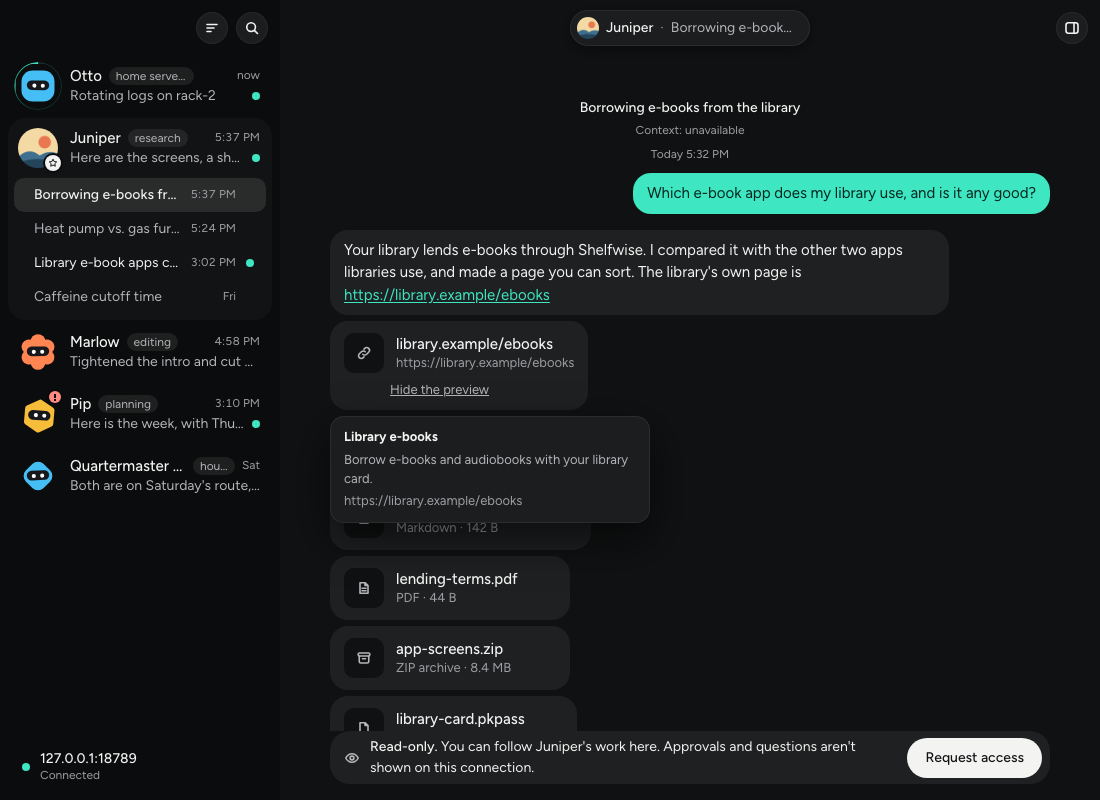 Otto home serve... now
Rotating logs on rack-2
Juniper research 5:37 PM
Here are the screens, a sh...
Borrowing e-books fr... 5:37 PM
Heat pump vs. gas fur... 5:24 PM
Library e-book apps c... 3:02 PM
Caffeine cutoff time Fri
Marlow editing 4:58 PM
Tightened the intro and cut ...
Pip planning 3:10 PM
Here is the week, with Thu...
Quartermaster ... hou... Sat
Both are on Saturday's route,...
127.0.0.1:18789
Connected
Juniper · Borrowing e-book...
Borrowing e-books from the library
Context: unavailable
Today 5:32 PM
Which e-book app does my library use, and is it any good?
Your library lends e-books through Shelfwise. I compared it with the other two apps
libraries use, and made a page you can sort. The library's own page is
https://library.example/ebooks
library.example/ebooks
https://library.example/ebooks
Hide the preview
Library e-books
Borrow e-books and audiobooks with your library
card.
https://library.example/ebooks
Markdown · 142 B
lending-terms.pdf
PDF · 44 B
app-screens.zip
ZIP archive · 8.4 MB
library-card.pkpass
Read-only. You can follow Juniper's work here. Approvals and questions aren't
shown on this connection.
Request access